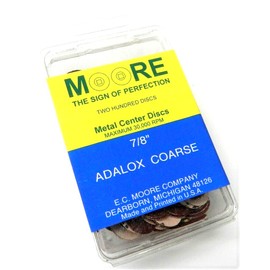 MOORE
THE SIGN OF PERFECTION
TWO HUNDRED DISCS
Metal Center Discs
MAXIMUM 30,000 RPM
7/8"
ADALOX COARSE
E.C. MOORE COMPANY
DEARBORN, MICHIGAN 48126
Made and Printed in U.S.A.